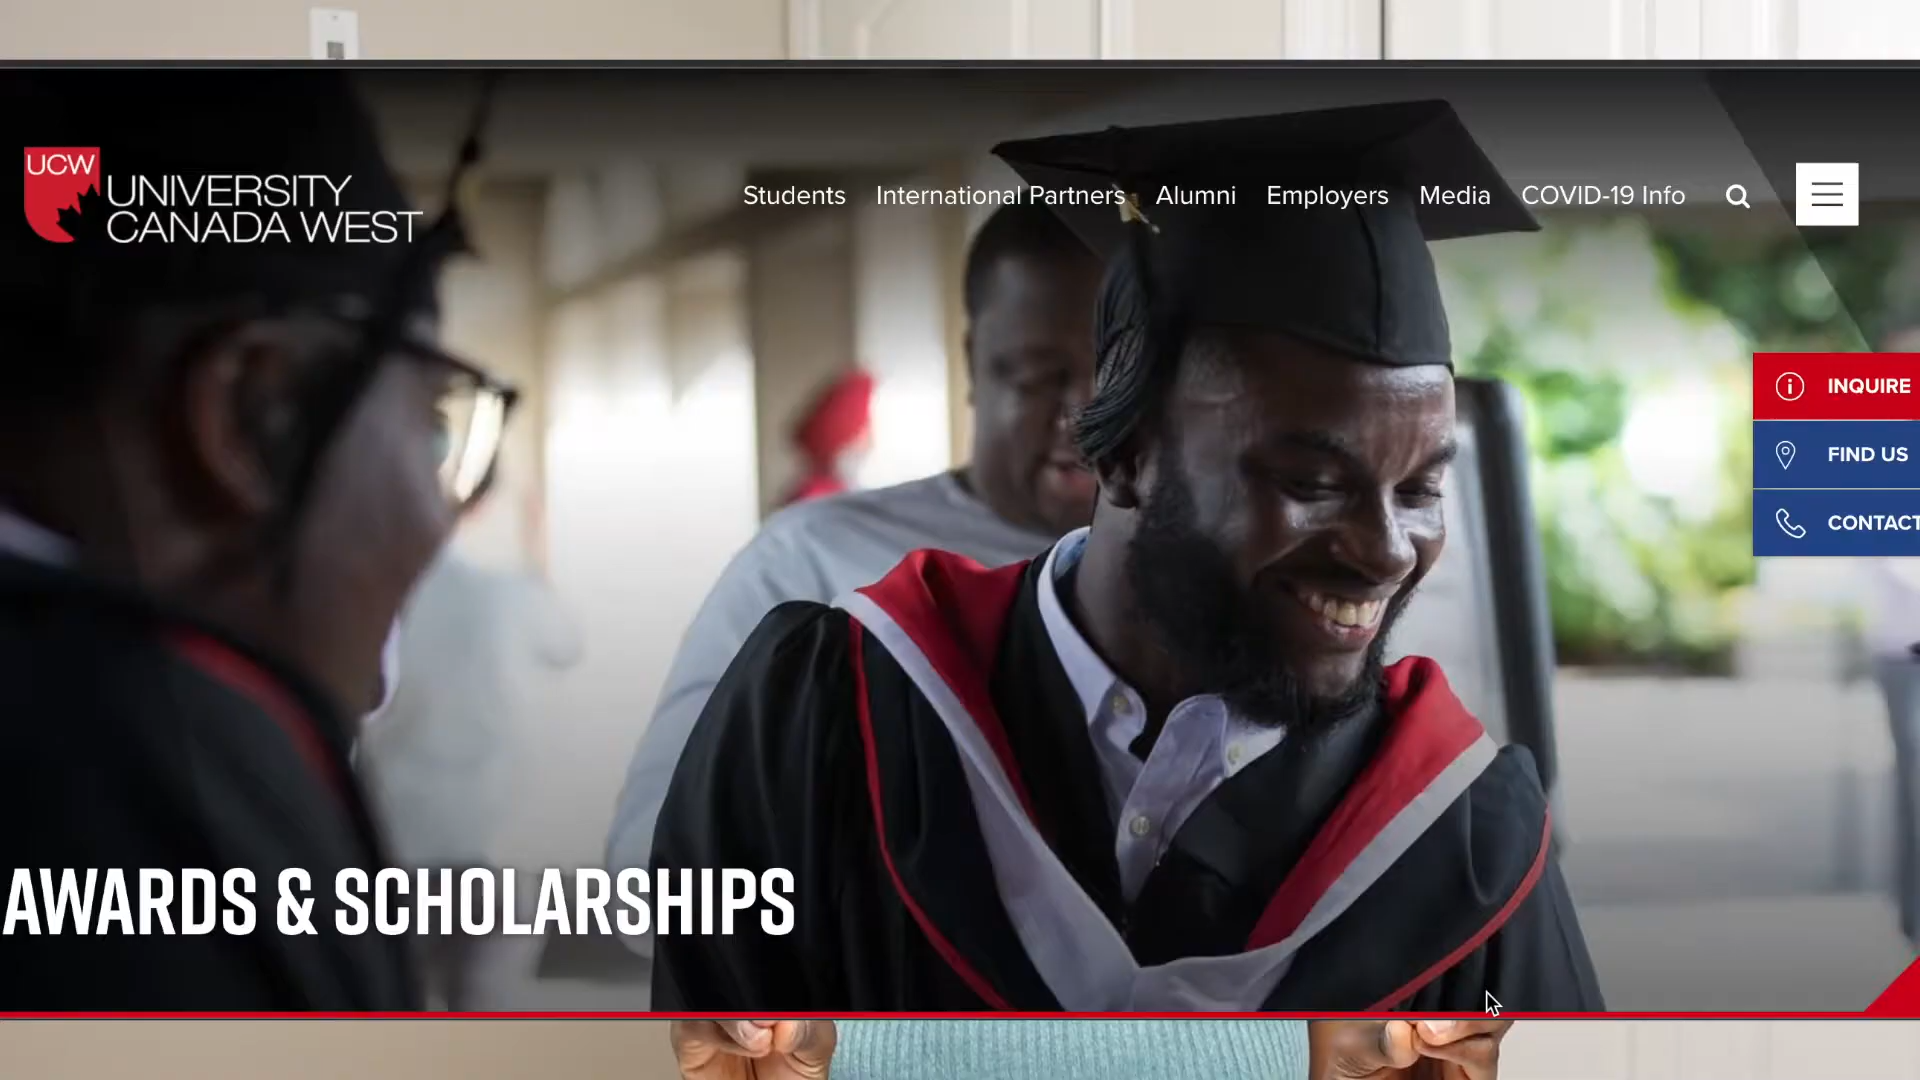 UCW
UNIVERSITY
CANADA WEST
Students International Partners Alumni Employers Media COVID-19 Info
INQUIRE
FIND US
CONTACT
AWARDS & SCHOLARSHIPS